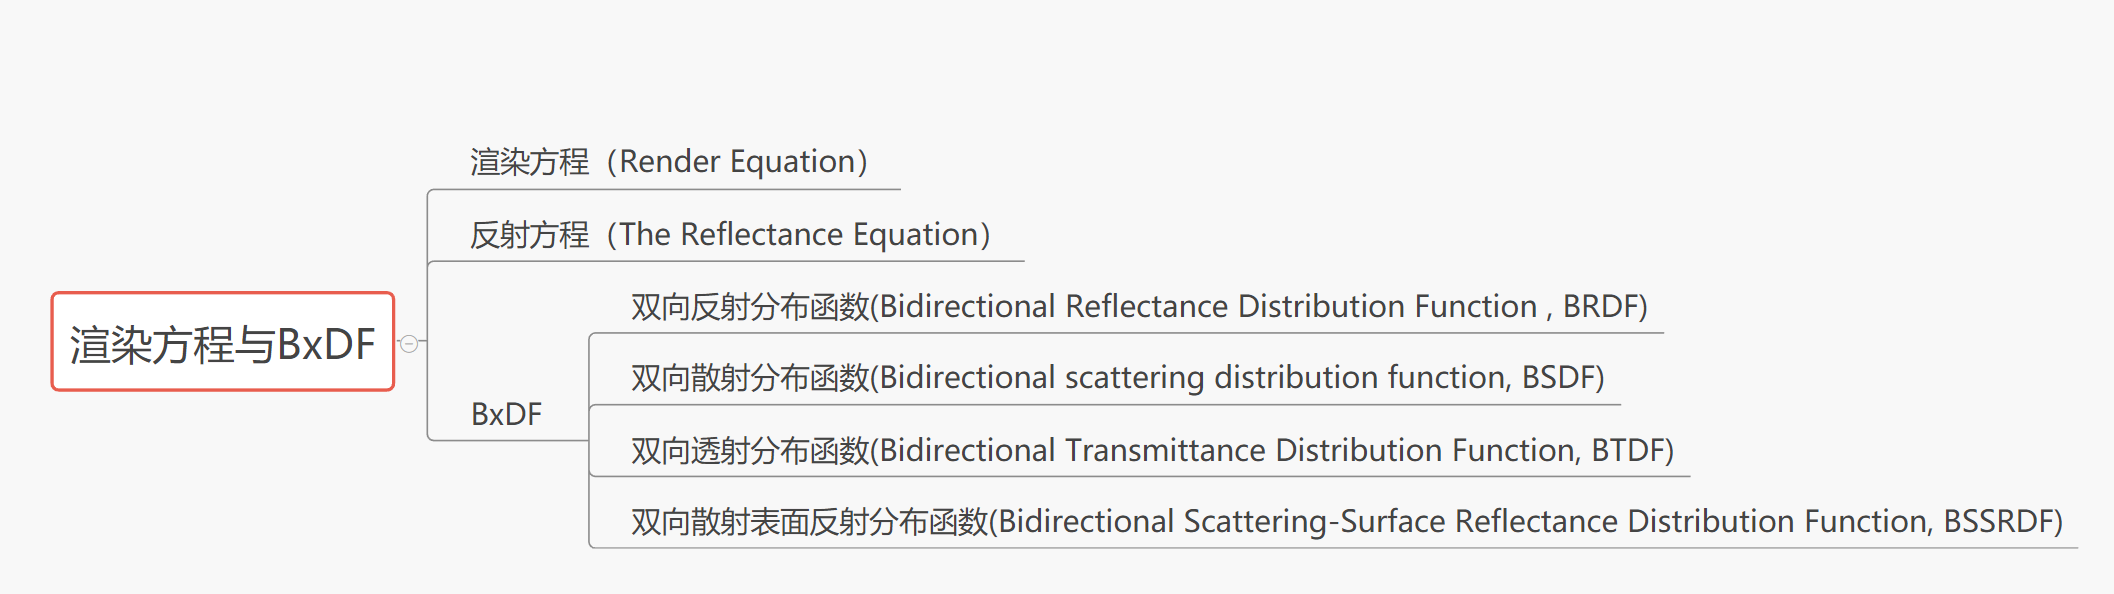 渲染方程与BxDF
渲染方程（Render Equation）
反射方程（The Reflectance Equation）
BxDF
双向反射分布函数(Bidirectional Reflectance Distribution Function , BRDF)
双向散射分布函数(Bidirectional scattering distribution function, BSDF)
双向透射分布函数(Bidirectional Transmittance Distribution Function, BTDF)
双向散射表面反射分布函数(Bidirectional Scattering-Surface Reflectance Distribution Function, BSSRDF)